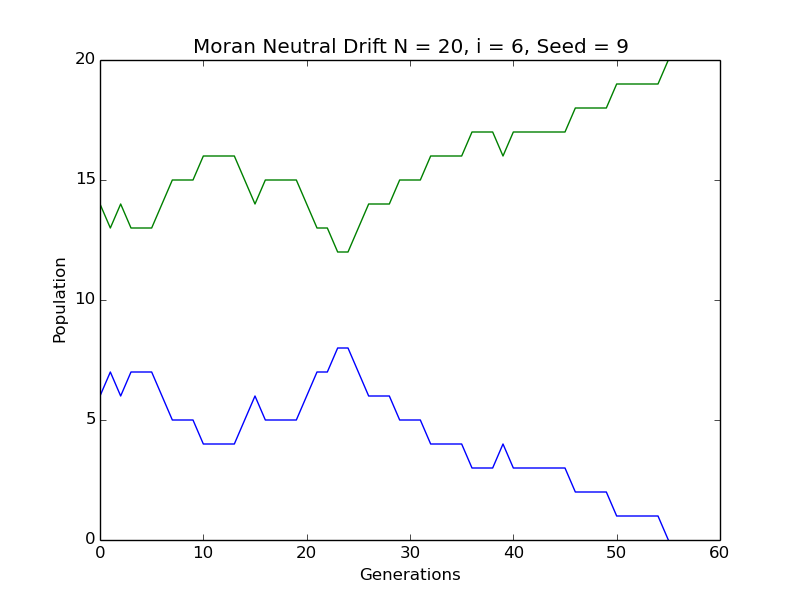 Moran Neutral Drift N = 20, i = 6, Seed = 9
20
15
10
5
0
Population
0 10 20 30 40 50 60
Generations